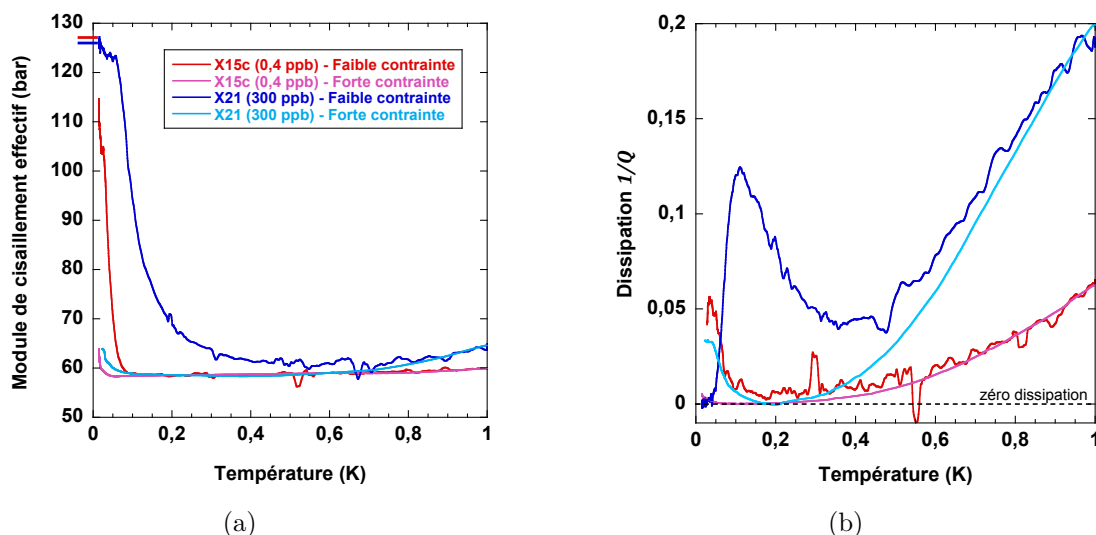 130
120
110
100
90
80
70
60
50
0
0,2
0,4
0,6
0,8
1
Module de cisaillement effectif (bar)
Température (K)
X15c (0,4 ppb) - Faible contrainte
X15c (0,4 ppb) - Forte contrainte
X21 (300 ppb) - Faible contrainte
X21 (300 ppb) - Forte contrainte
(a)
0,2
0,15
0,1
0,05
0
0
0,2
0,4
0,6
0,8
1
Dissipation 1/Q
zéro dissipation
Température (K)
(b)